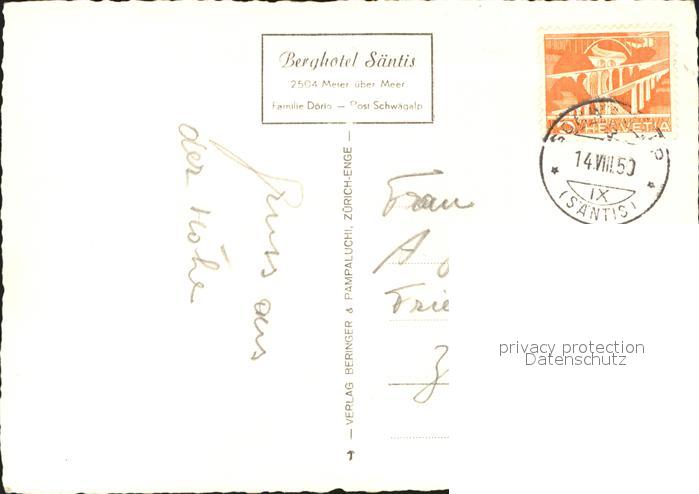 Berghotel Säntis
2504 Meter über Meer
Familie Dörig — Post Schwägalp
HELVETIA
14.VIII.50
IX
(SÄNTIS)
Gruss aus
der Höhe
— VERLAG BERINGER & PAMPALUCHI, ZÜRICH-ENGE —
Frau
A
Frie
Z
privacy protection
Datenschutz